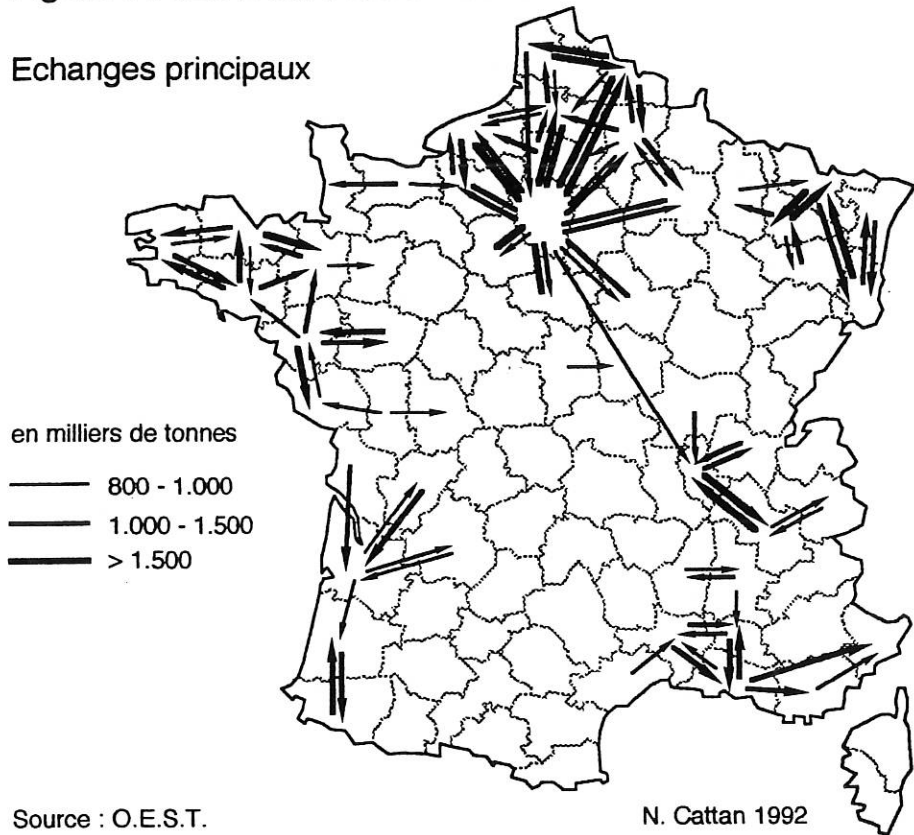 Echanges principaux
en milliers de tonnes
800 - 1.000
1.000 - 1.500
> 1.500
Source : O.E.S.T.
N. Cattan 1992